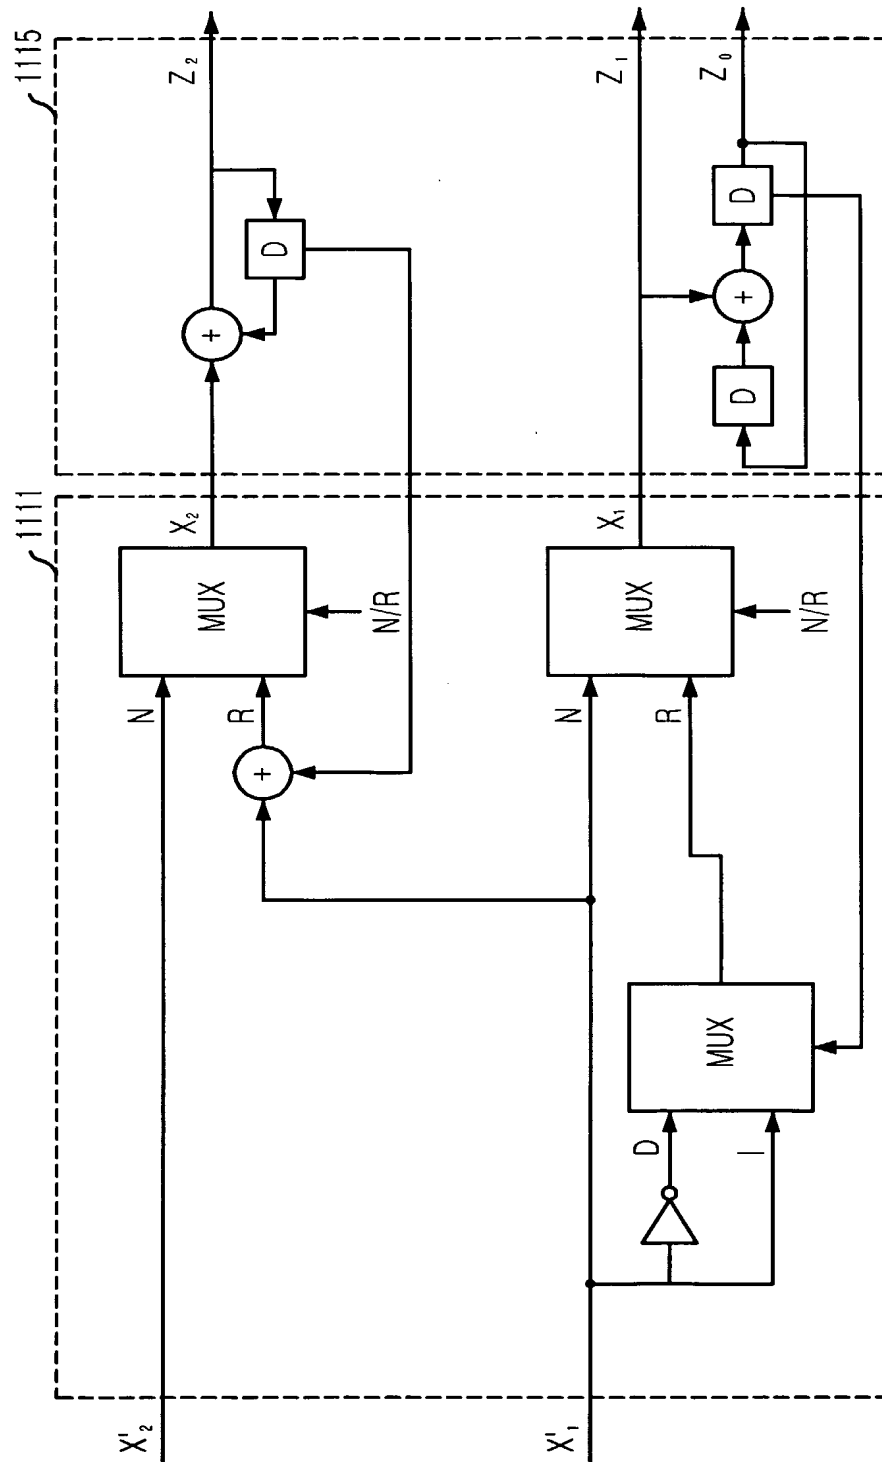 1111
1115
X'2
N
R
MUX
N/R
X2
+
D
Z2
X'1
D
I
MUX
N
R
MUX
N/R
X1
D
+
D
Z1
Z0
+